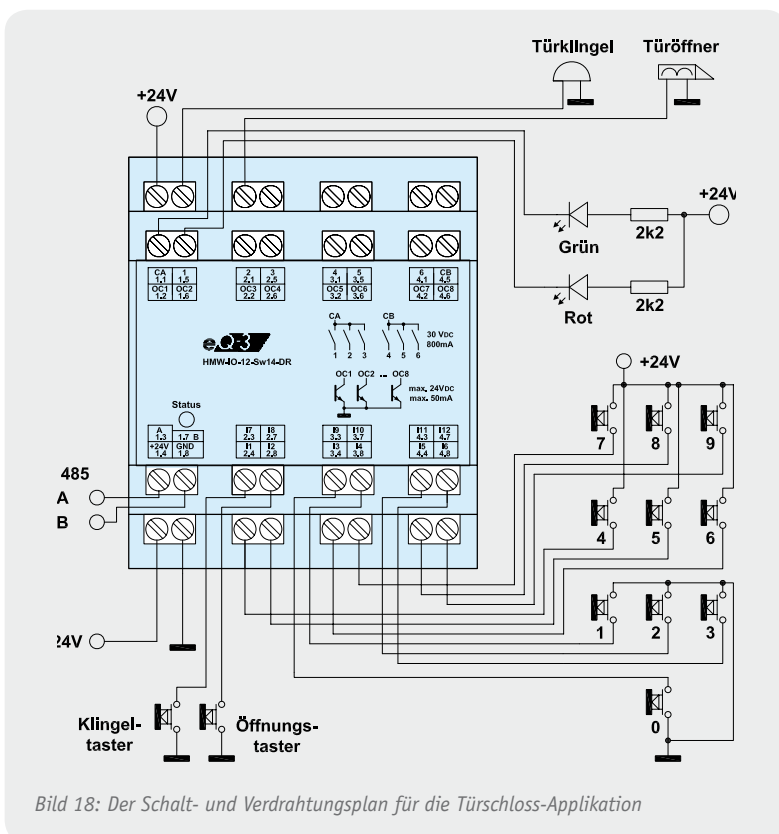 Türklingel Türöffner
+24V
+24V
Grün 2k2
Rot 2k2
CA 1 2 3 4 5 6 CB
1.1 1.5 2.1 2.5 3.1 3.5 4.1 4.5
OC1 OC2 OC3 OC4 OC5 OC6 OC7 OC8
1.2 1.6 2.2 2.6 3.2 3.6 4.2 4.6
CA CB
30 VDC
800mA
1 2 3 4 5 6
eQ-3
HMW-IO-12-Sw14-DR
OC1 OC2 ... OC8
max. 24VDC
max. 50mA
Status
A I7 I8 I9 I10 I11 I12
1.3 1.7 B 2.3 2.7 3.3 3.7 4.3 4.7
+24V GND I1 I2 I3 I4 I5 I6
1.4 1.8 2.4 2.8 3.4 3.8 4.4 4.8
+24V
7 8 9
485
A
B
4 5 6
1 2 3
24V
0
Klingel-
taster
Öffnungs-
taster
Bild 18: Der Schalt- und Verdrahtungsplan für die Türschloss-Applikation